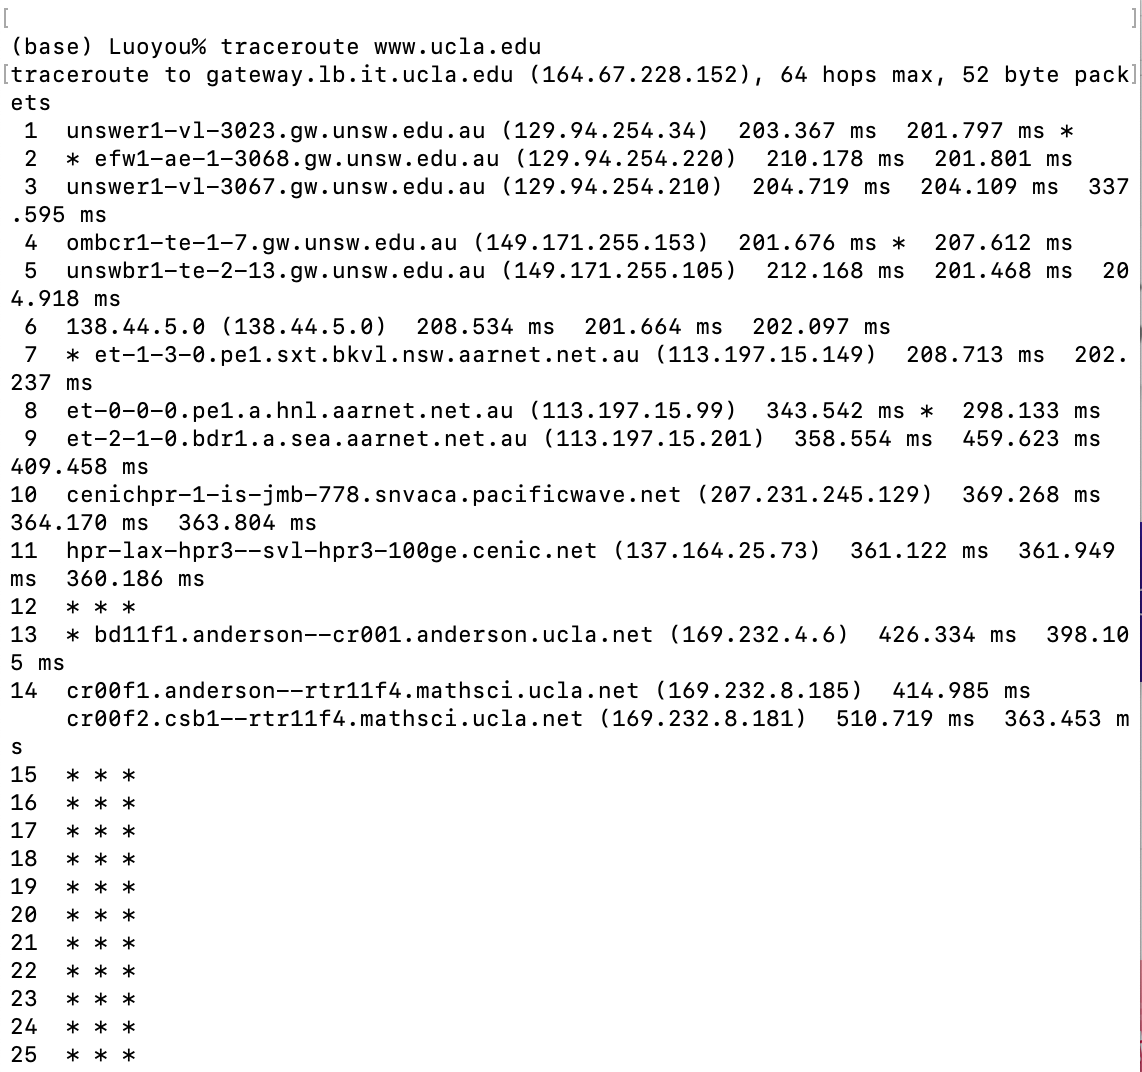 [ ]
(base) Luoyou% traceroute www.ucla.edu
[traceroute to gateway.lb.it.ucla.edu (164.67.228.152), 64 hops max, 52 byte pack]
ets
 1  unswer1-vl-3023.gw.unsw.edu.au (129.94.254.34)  203.367 ms  201.797 ms *
 2  * efw1-ae-1-3068.gw.unsw.edu.au (129.94.254.220)  210.178 ms  201.801 ms
 3  unswer1-vl-3067.gw.unsw.edu.au (129.94.254.210)  204.719 ms  204.109 ms  337
.595 ms
 4  ombcr1-te-1-7.gw.unsw.edu.au (149.171.255.153)  201.676 ms *  207.612 ms
 5  unswbr1-te-2-13.gw.unsw.edu.au (149.171.255.105)  212.168 ms  201.468 ms  20
4.918 ms
 6  138.44.5.0 (138.44.5.0)  208.534 ms  201.664 ms  202.097 ms
 7  * et-1-3-0.pe1.sxt.bkvl.nsw.aarnet.net.au (113.197.15.149)  208.713 ms  202.
237 ms
 8  et-0-0-0.pe1.a.hnl.aarnet.net.au (113.197.15.99)  343.542 ms *  298.133 ms
 9  et-2-1-0.bdr1.a.sea.aarnet.net.au (113.197.15.201)  358.554 ms  459.623 ms
409.458 ms
10  cenichpr-1-is-jmb-778.snvaca.pacificwave.net (207.231.245.129)  369.268 ms
364.170 ms  363.804 ms
11  hpr-lax-hpr3--svl-hpr3-100ge.cenic.net (137.164.25.73)  361.122 ms  361.949
ms  360.186 ms
12  * * *
13  * bd11f1.anderson--cr001.anderson.ucla.net (169.232.4.6)  426.334 ms  398.10
5 ms
14  cr00f1.anderson--rtr11f4.mathsci.ucla.net (169.232.8.185)  414.985 ms
    cr00f2.csb1--rtr11f4.mathsci.ucla.net (169.232.8.181)  510.719 ms  363.453 m
s
15  * * *
16  * * *
17  * * *
18  * * *
19  * * *
20  * * *
21  * * *
22  * * *
23  * * *
24  * * *
25  * * *